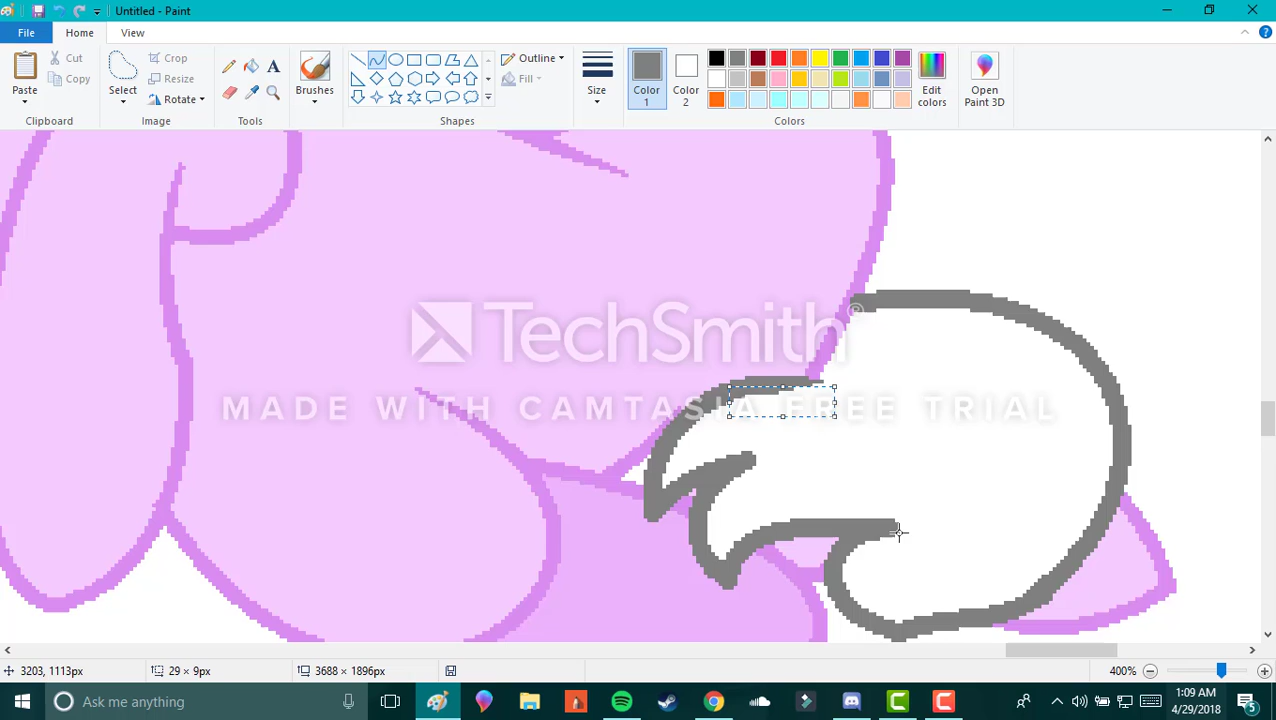 Untitled - Paint
File Home View
Paste
Cut
Copy
Clipboard
Select
Crop
Resize
Rotate
Image
A
Tools
Brushes
Outline
Fill
Shapes
Size
Color 1
Color 2
Edit colors
Colors
Open Paint 3D
TechSmith®
MADE WITH CAMTASIA FREE TRIAL
3203, 1113px
29 × 9px
3688 × 1896px
400%
Ask me anything
1:09 AM
4/29/2018
5